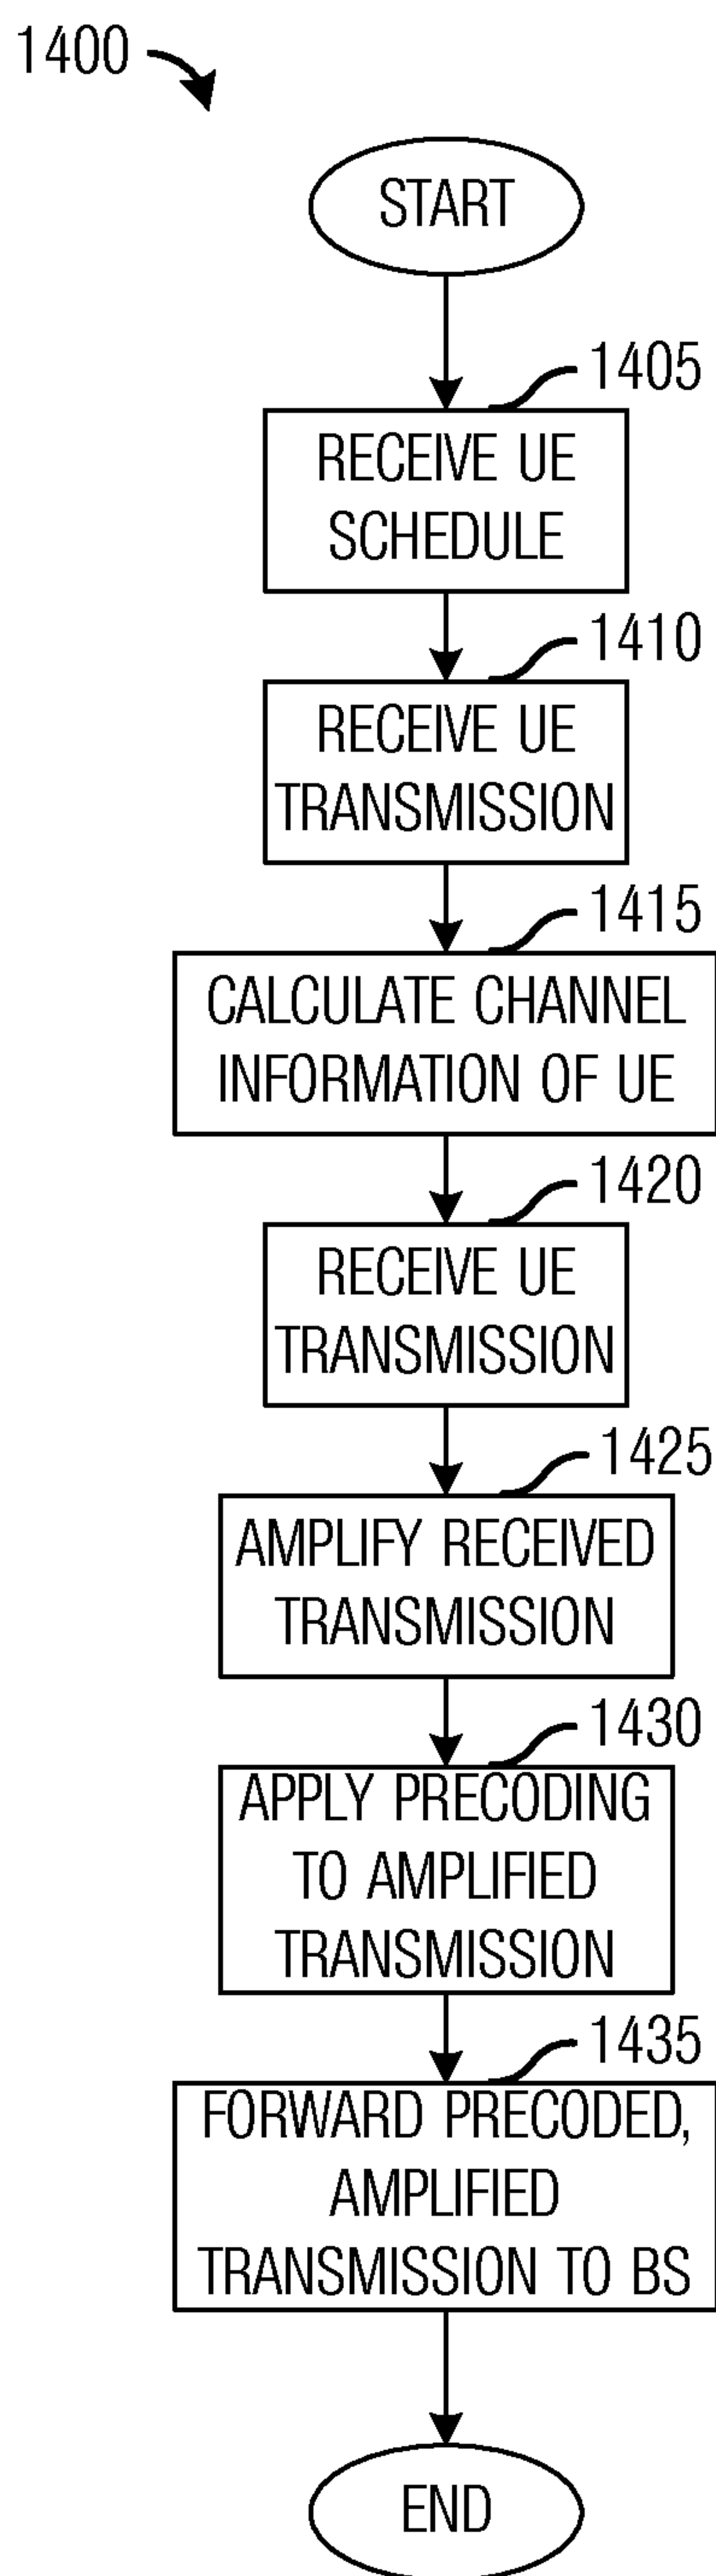 1400
START
1405
RECEIVE UE
SCHEDULE
1410
RECEIVE UE
TRANSMISSION
1415
CALCULATE CHANNEL
INFORMATION OF UE
1420
RECEIVE UE
TRANSMISSION
1425
AMPLIFY RECEIVED
TRANSMISSION
1430
APPLY PRECODING
TO AMPLIFIED
TRANSMISSION
1435
FORWARD PRECODED,
AMPLIFIED
TRANSMISSION TO BS
END